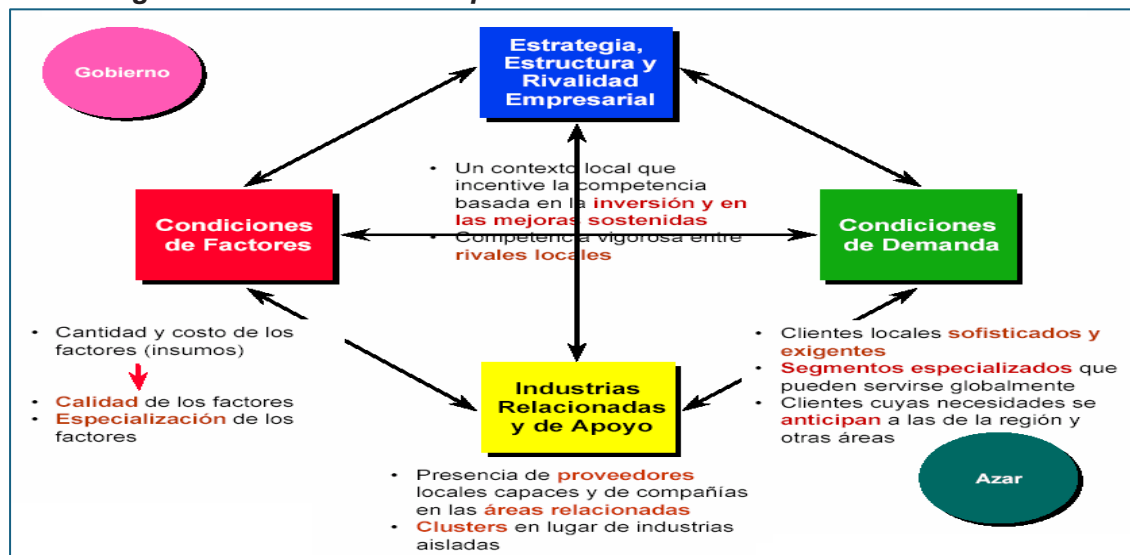 Gobierno
Estrategia,
Estructura y
Rivalidad
Empresarial
• Un contexto local que
incentive la competencia
basada en la inversión y en
las mejoras sostenidas
• Competencia vigorosa entre
rivales locales
Condiciones
de Factores
Condiciones
de Demanda
• Cantidad y costo de los
factores (insumos)
• Calidad de los factores
• Especialización de los
factores
Industrias
Relacionadas
y de Apoyo
• Clientes locales sofisticados y
exigentes
• Segmentos especializados que
pueden servirse globalmente
• Clientes cuyas necesidades se
anticipan a las de la región y
otras áreas
• Presencia de proveedores
locales capaces y de compañías
en las áreas relacionadas
• Clusters en lugar de industrias
aisladas
Azar